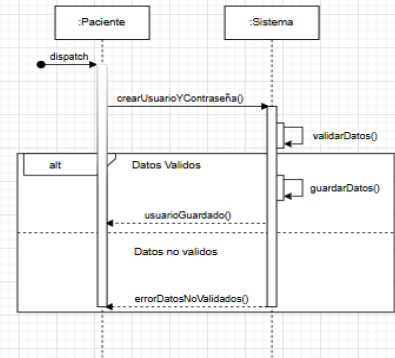 :Paciente
:Sistema
dispatch
crearUsuarioYContraseña()
validarDatos()
alt
Datos Validos
guardarDatos()
usuarioGuardado()
Datos no validos
errorDatosNoValidados()